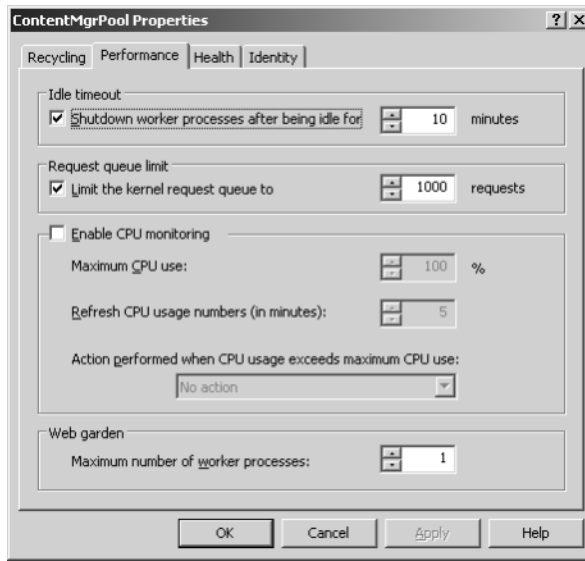 ContentMgrPool Properties
Recycling Performance Health Identity
Idle timeout
Shutdown worker processes after being idle for 10 minutes
Request queue limit
Limit the kernel request queue to 1000 requests
Enable CPU monitoring
Maximum CPU use: 100 %
Refresh CPU usage numbers (in minutes): 5
Action performed when CPU usage exceeds maximum CPU use:
No action
Web garden
Maximum number of worker processes: 1
OK Cancel Apply Help